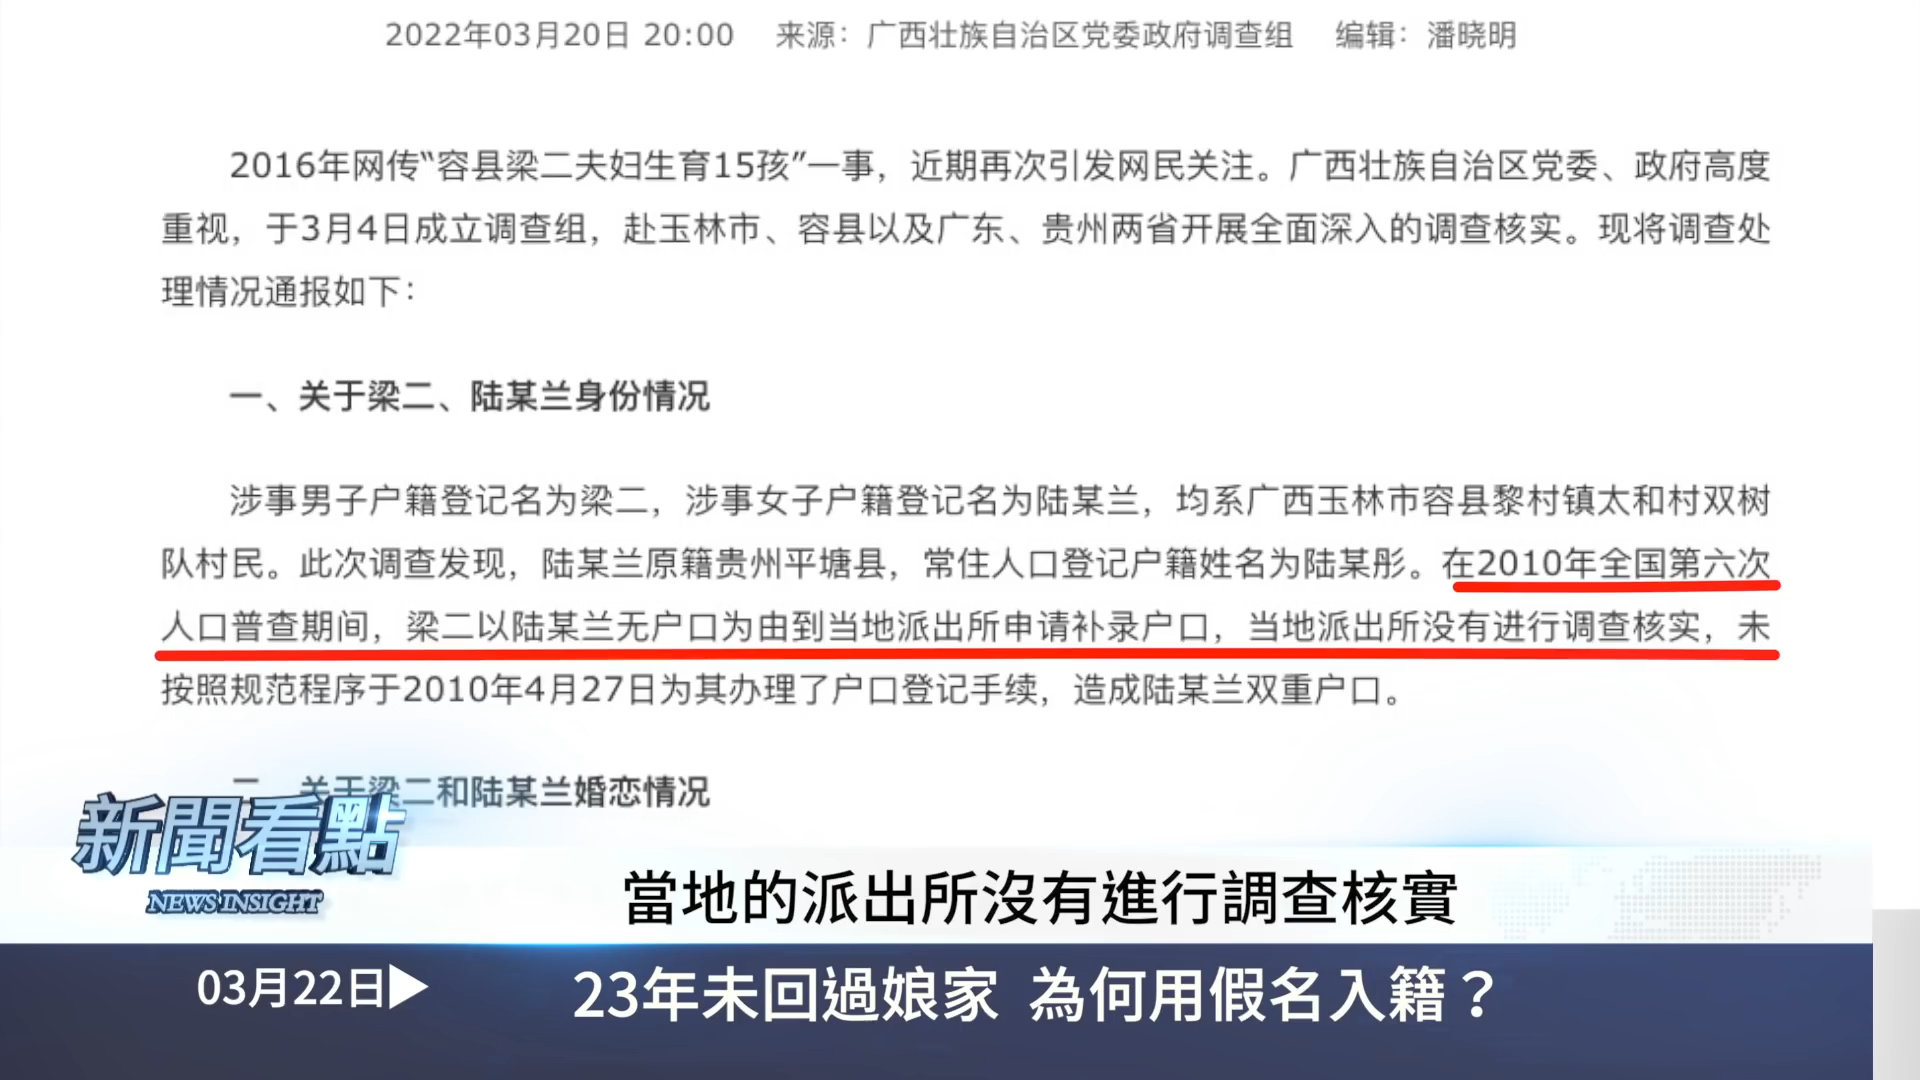 2022年03月20日 20:00 来源：广西壮族自治区党委政府调查组 编辑：潘晓明
2016年网传“容县梁二夫妇生育15孩”一事，近期再次引发网民关注。广西壮族自治区党委、政府高度
重视，于3月4日成立调查组，赴玉林市、容县以及广东、贵州两省开展全面深入的调查核实。现将调查处
理情况通报如下：
一、关于梁二、陆某兰身份情况
涉事男子户籍登记名为梁二，涉事女子户籍登记名为陆某兰，均系广西玉林市容县黎村镇太和村双树
队村民。此次调查发现，陆某兰原籍贵州平塘县，常住人口登记户籍姓名为陆某彤。在2010年全国第六次
人口普查期间，梁二以陆某兰无户口为由到当地派出所申请补录户口，当地派出所没有进行调查核实，未
按照规范程序于2010年4月27日为其办理了户口登记手续，造成陆某兰双重户口。
二、关于梁二和陆某兰婚恋情况
新聞看點
NEWS INSIGHT
當地的派出所沒有進行調查核實
03月22日
23年未回過娘家 為何用假名入籍？